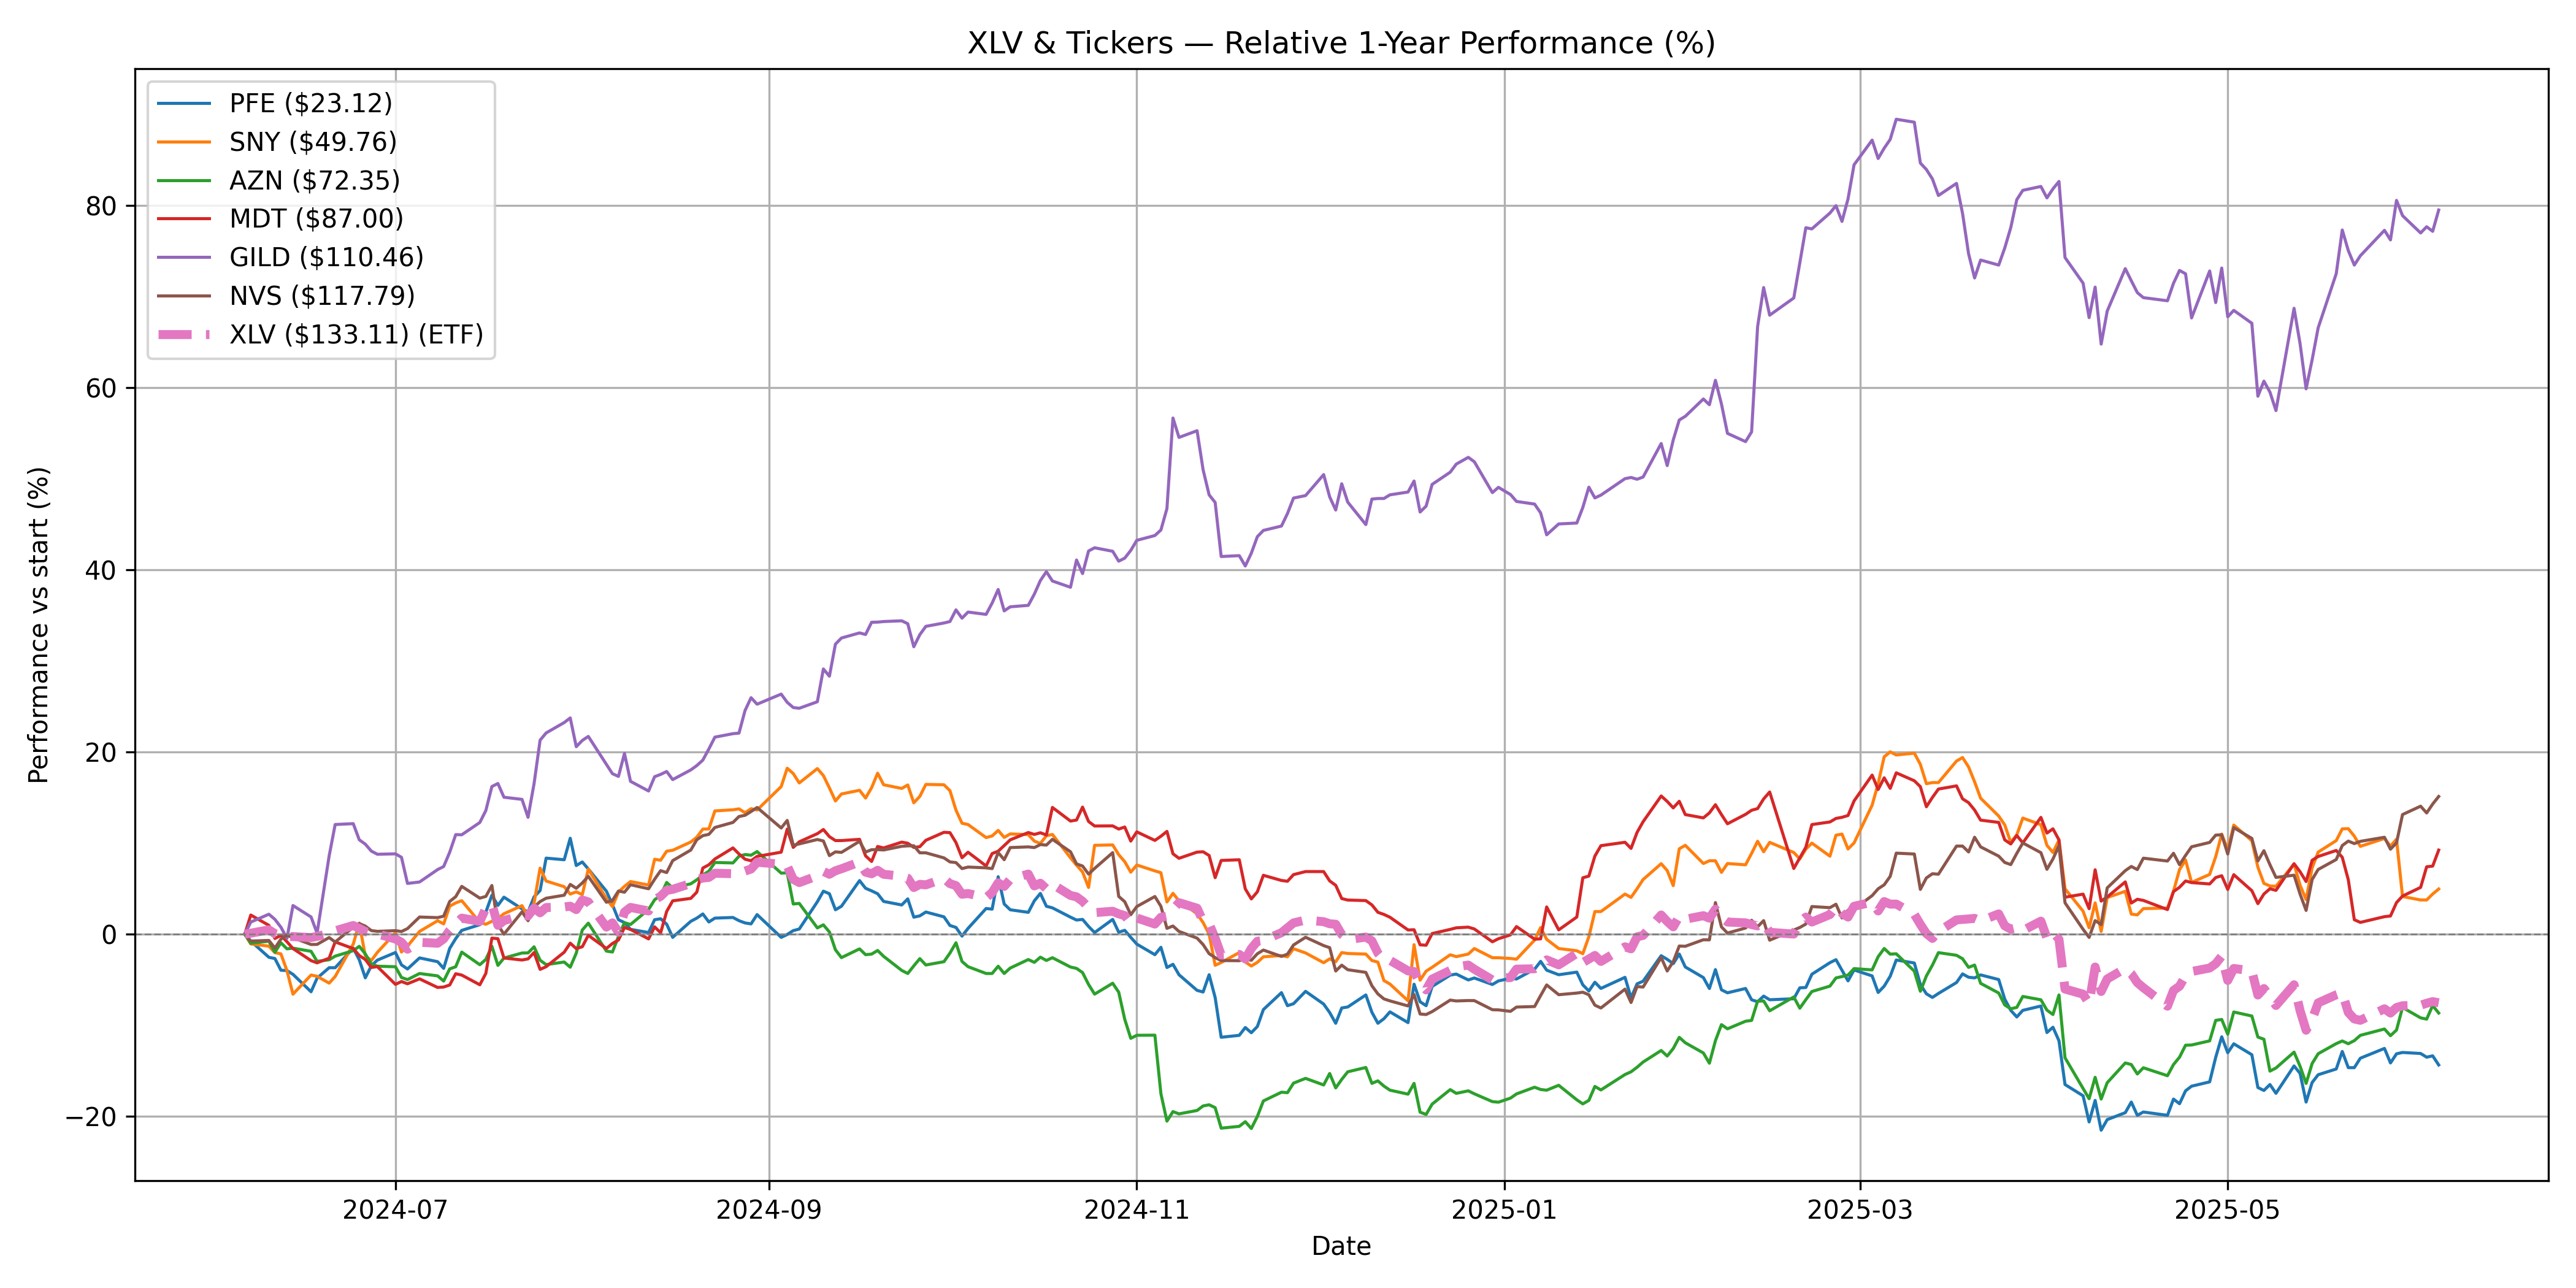 XLV & Tickers — Relative 1-Year Performance (%)
PFE ($23.12)
SNY ($49.76)
AZN ($72.35)
MDT ($87.00)
GILD ($110.46)
NVS ($117.79)
XLV ($133.11) (ETF)
Performance vs start (%)
80
60
40
20
0
−20
2024-07
2024-09
2024-11
2025-01
2025-03
2025-05
Date